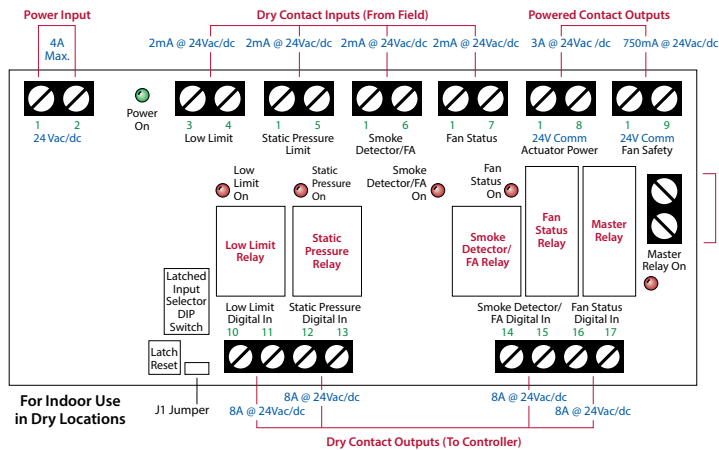 Power Input
Dry Contact Inputs (From Field)
Powered Contact Outputs
4A
Max.
2mA @ 24Vac/dc
2mA @ 24Vac/dc
2mA @ 24Vac/dc
2mA @ 24Vac/dc
3A @ 24Vac /dc
750mA @ 24Vac/dc
1 2
24 Vac/dc
Power
On
3 4
Low Limit
1 5
Static Pressure
Limit
1 6
Smoke
Detector/FA
1 7
Fan Status
1 8
24V Comm
Actuator Power
1 9
24V Comm
Fan Safety
Low
Limit
On
Static
Pressure
On
Smoke
Detector/FA
On
Fan
Status
On
Low Limit
Relay
Static
Pressure
Relay
Smoke
Detector/
FA Relay
Fan
Status
Relay
Master
Relay
Master
Relay On
Latched
Input
Selector
DIP
Switch
Latch
Reset
Low Limit
Digital In
10 11
Static Pressure
Digital In
12 13
Smoke Detector/
FA Digital In
14 15
Fan Status
Digital In
16 17
For Indoor Use
in Dry Locations
J1 Jumper
8A @ 24Vac/dc
8A @ 24Vac/dc
8A @ 24Vac/dc
8A @ 24Vac/dc
Dry Contact Outputs (To Controller)